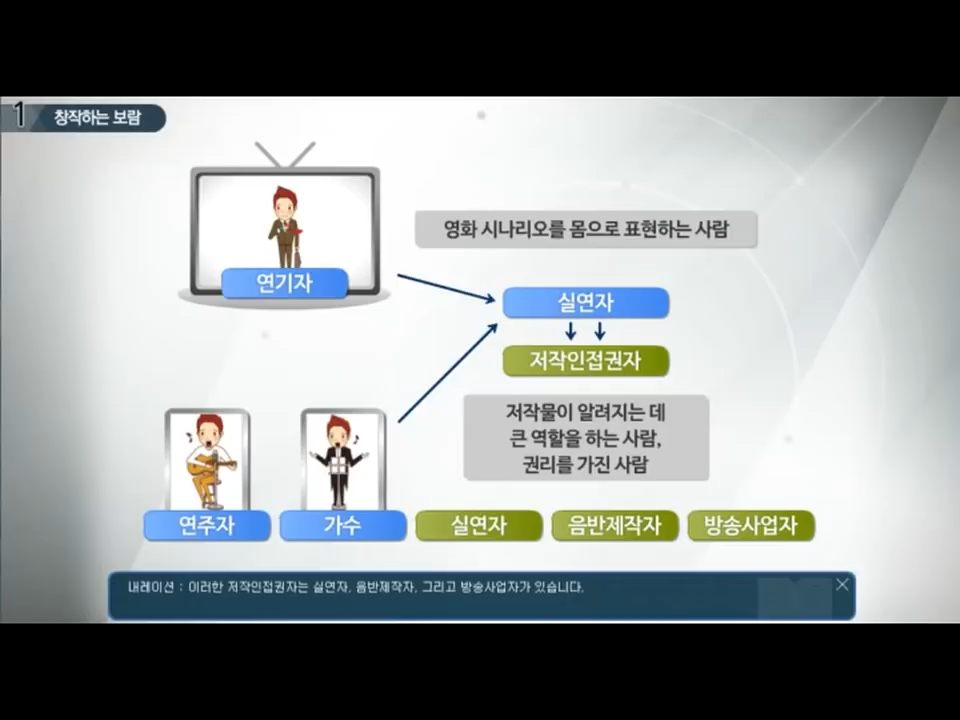 1 창작하는 보람
영화 시나리오를 몸으로 표현하는 사람
연기자
실연자
저작인접권자
저작물이 알려지는 데
큰 역할을 하는 사람,
권리를 가진 사람
연주자 가수 실연자 음반제작자 방송사업자
내레이션 : 이러한 저작인접권자는 실연자, 음반제작자, 그리고 방송사업자가 있습니다.